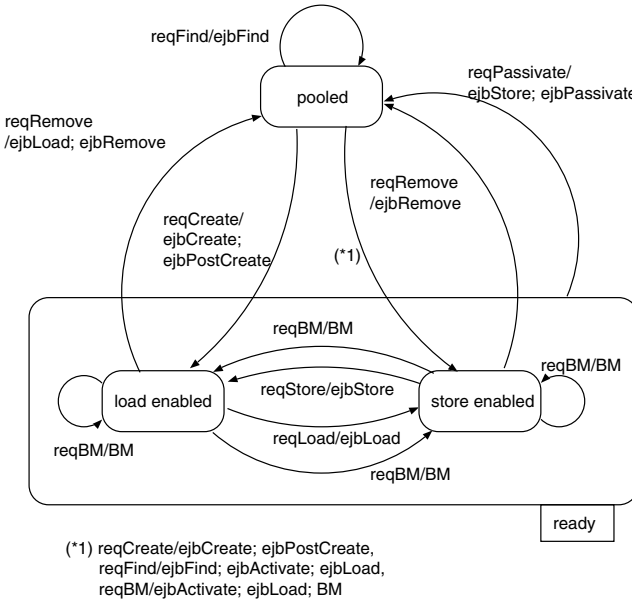 reqFind/ejbFind
pooled
reqPassivate/
ejbStore; ejbPassivate
reqRemove
/ejbLoad; ejbRemove
reqRemove
/ejbRemove
reqCreate/
ejbCreate;
ejbPostCreate
(*1)
reqBM/BM
reqBM/BM
load enabled
reqStore/ejbStore
store enabled
reqLoad/ejbLoad
reqBM/BM
reqBM/BM
ready
(*1) reqCreate/ejbCreate; ejbPostCreate,
reqFind/ejbFind; ejbActivate; ejbLoad,
reqBM/ejbActivate; ejbLoad; BM